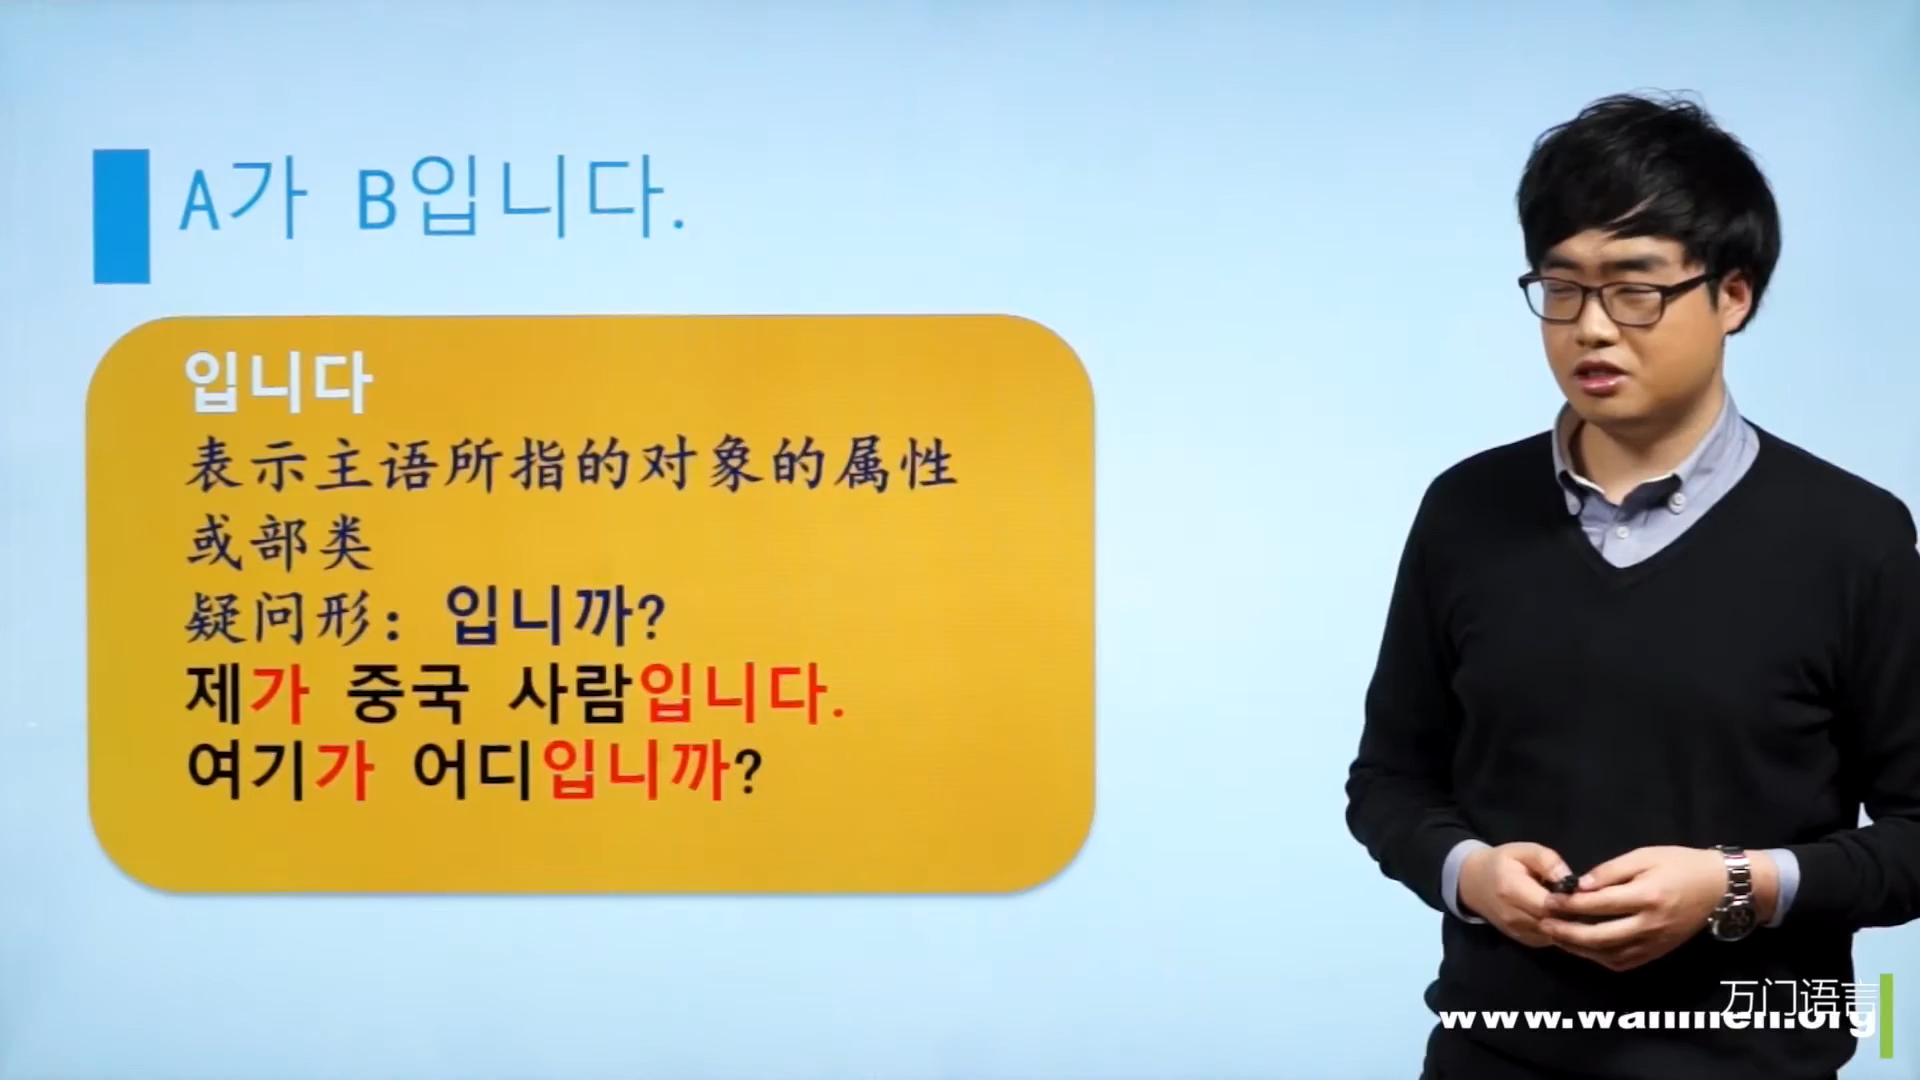 A가 B입니다.
입니다
表示主语所指的对象的属性
或部类
疑问形: 입니까?
제가 중국 사람입니다.
여기가 어디입니까?
万门语言
www.wanmen.org